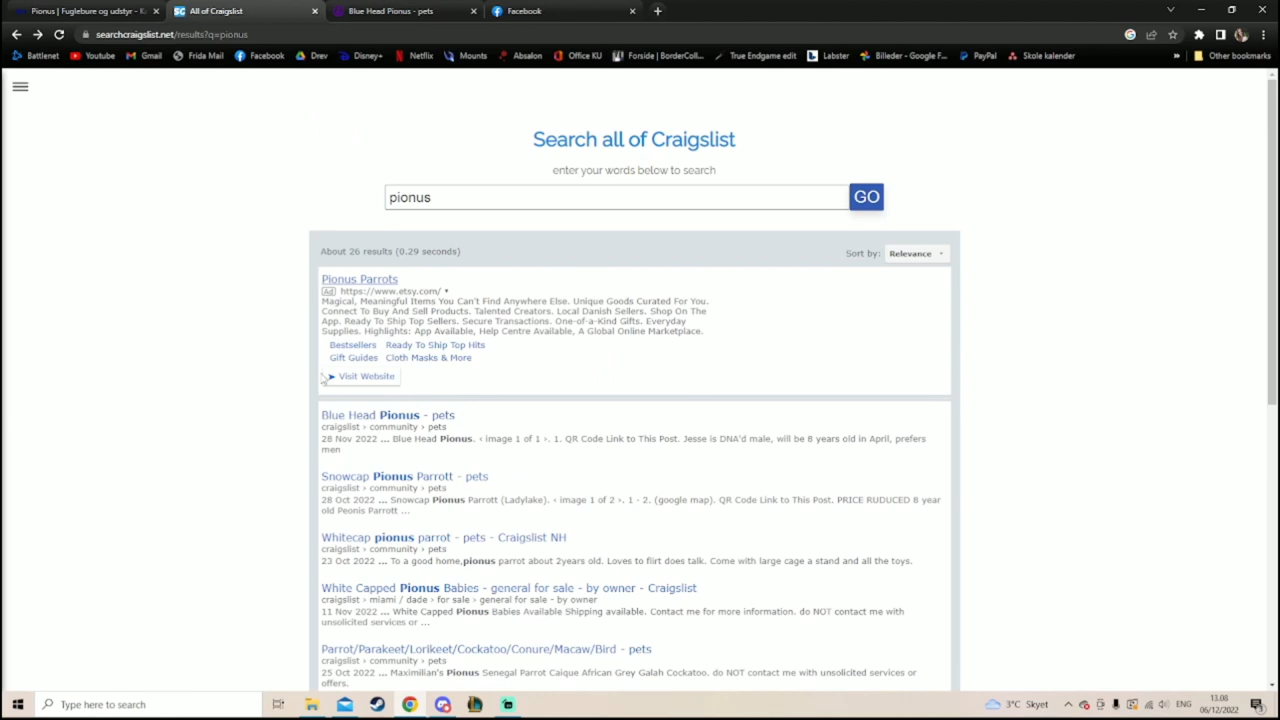 Pionus | Fuglebure og udstyr - K
All of Craigslist
Blue Head Pionus - pets
Facebook
searchcraigslist.net/results?q=pionus
Battlenet
Youtube
Gmail
Frida Mail
Facebook
Drev
Disney+
Netflix
Mounts
Absalon
Office KU
Forside | BorderColl...
True Endgame edit
Labster
Billeder - Google F...
PayPal
Skole kalender
»
Other bookmarks
Search all of Craigslist
enter your words below to search
pionus
GO
About 26 results (0.29 seconds)
Sort by: Relevance
Pionus Parrots
Ad https://www.etsy.com/
Magical, Meaningful Items You Can't Find Anywhere Else. Unique Goods Curated For You.
Connect To Buy And Sell Products. Talented Creators. Local Danish Sellers. Shop On The
App. Ready To Ship Top Sellers. Secure Transactions. One-of-a-Kind Gifts. Everyday
Supplies. Highlights: App Available, Help Centre Available, A Global Online Marketplace.
Bestsellers Ready To Ship Top Hits
Gift Guides Cloth Masks & More
Visit Website
Blue Head Pionus - pets
craigslist › community › pets
28 Nov 2022 ... Blue Head Pionus. ‹ image 1 of 1 ›. 1. QR Code Link to This Post. Jesse is DNA'd male, will be 8 years old in April, prefers
men
Snowcap Pionus Parrott - pets
craigslist › community › pets
28 Oct 2022 ... Snowcap Pionus Parrott (Ladylake). ‹ image 1 of 2 ›. 1 · 2. (google map). QR Code Link to This Post. PRICE RUDUCED 8 year
old Peonis Parrott ...
Whitecap pionus parrot - pets - Craigslist NH
craigslist › community › pets
23 Oct 2022 ... To a good home,pionus parrot about 2years old. Loves to flirt does talk. Come with large cage a stand and all the toys.
White Capped Pionus Babies - general for sale - by owner - Craigslist
craigslist › miami / dade › for sale › general for sale - by owner
11 Nov 2022 ... White Capped Pionus Babies Available Shipping available. Contact me for more information. do NOT contact me with
unsolicited services or ...
Parrot/Parakeet/Lorikeet/Cockatoo/Conure/Macaw/Bird - pets
craigslist › community › pets
25 Oct 2022 ... Maximilian's Pionus Senegal Parrot Caique African Grey Galah Cockatoo. do NOT contact me with unsolicited services or
offers.
Type here to search
3°C Skyet
ENG
13.08
06/12/2022